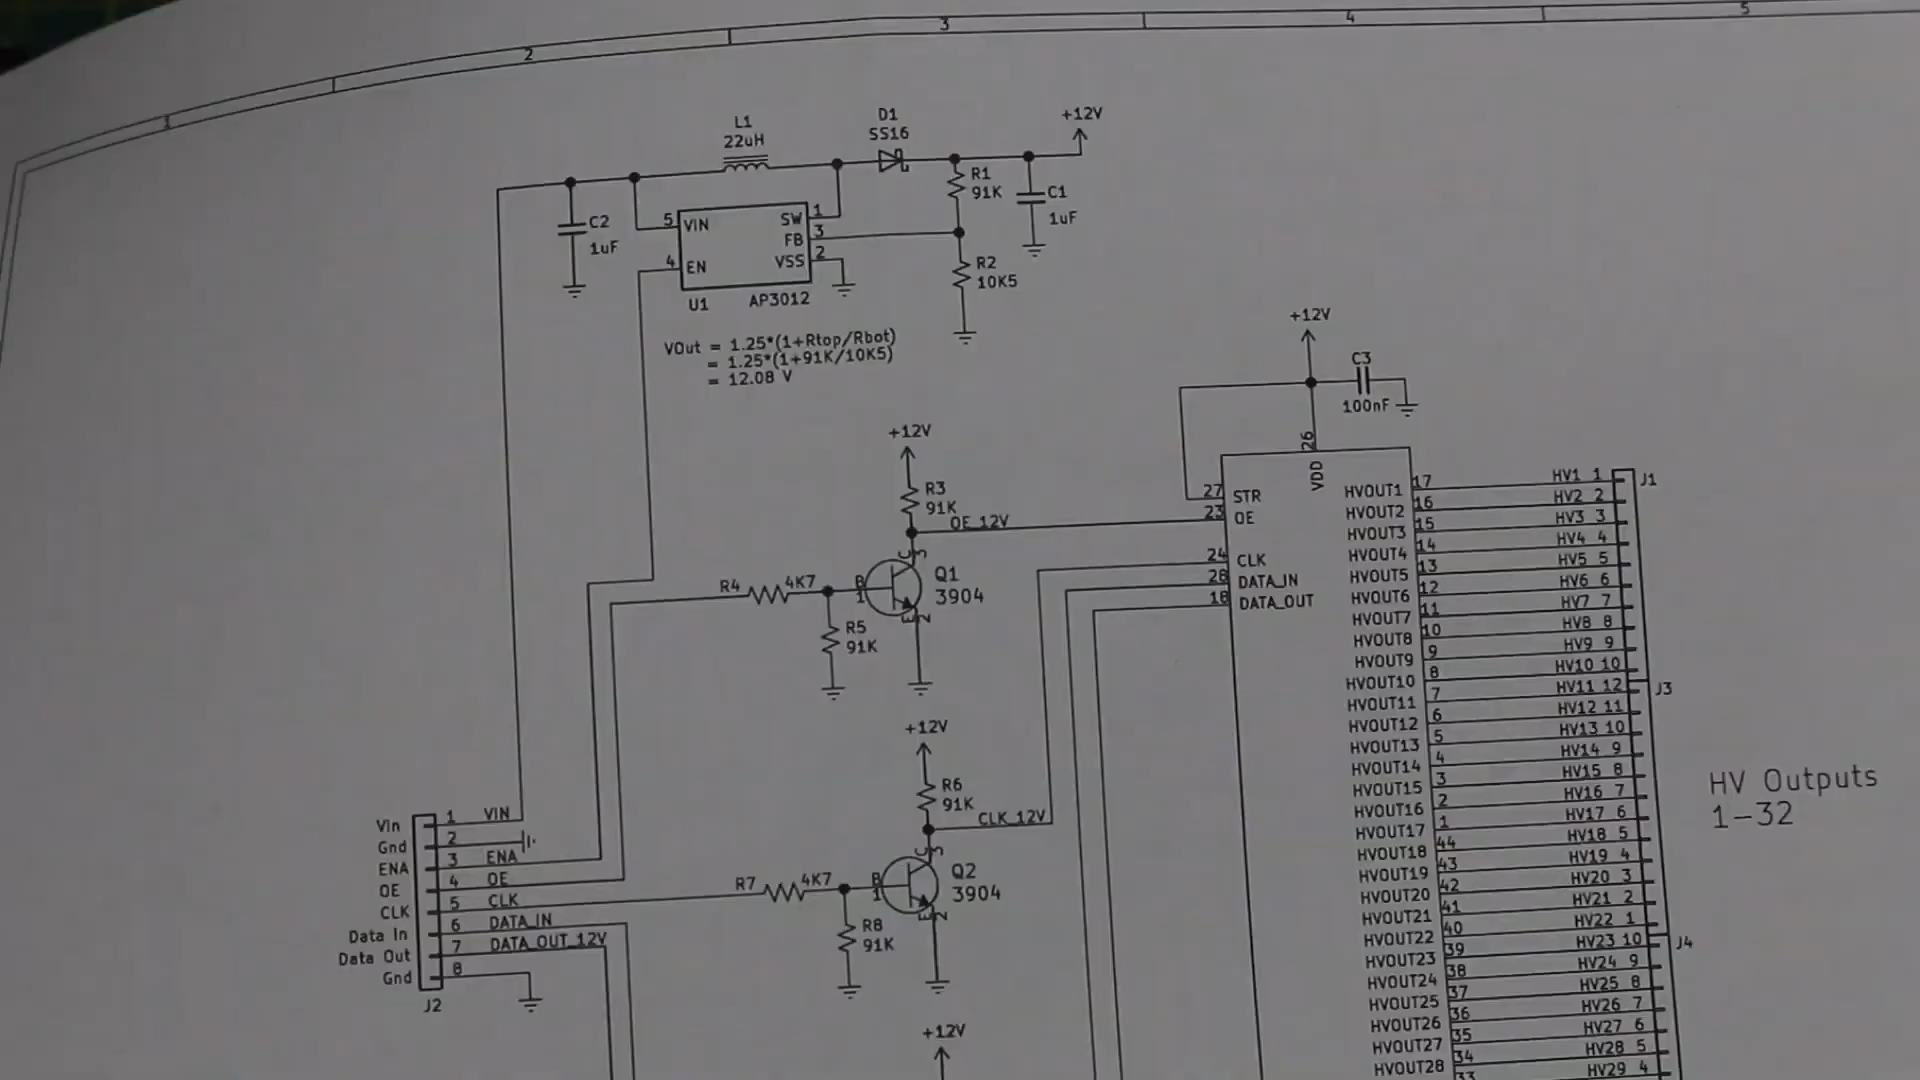 1
2
3
4
5
L1
22uH
D1
SS16
+12V
R1
91K
C1
1uF
C2
1uF
5 VIN
SW 1
FB 3
VSS 2
4 EN
U1 AP3012
R2
10K5
VOut = 1.25*(1+Rtop/Rbot)
= 1.25*(1+91K/10K5)
= 12.08 V
+12V
C3
100nF
26
VDD
+12V
R3
91K
OE_12V
27 STR
23 OE
24 CLK
28 DATA_IN
18 DATA_OUT
R4 4K7
B
1
C
3
E
2
Q1
3904
R5
91K
+12V
R6
91K
CLK_12V
R7 4K7
B
1
C
3
E
2
Q2
3904
R8
91K
+12V
Vin 1 VIN
Gnd 2
ENA 3 ENA
OE 4 OE
CLK 5 CLK
Data In 6 DATA_IN
Data Out 7 DATA_OUT_12V
Gnd 8
J2
HVOUT1 17 HV1 1 J1
HVOUT2 16 HV2 2
HVOUT3 15 HV3 3
HVOUT4 14 HV4 4
HVOUT5 13 HV5 5
HVOUT6 12 HV6 6
HVOUT7 11 HV7 7
HVOUT8 10 HV8 8
HVOUT9 9 HV9 9
HVOUT10 8 HV10 10
HVOUT11 7 HV11 12 J3
HVOUT12 6 HV12 11
HVOUT13 5 HV13 10
HVOUT14 4 HV14 9
HVOUT15 3 HV15 8
HVOUT16 2 HV16 7
HVOUT17 1 HV17 6
HVOUT18 44 HV18 5
HVOUT19 43 HV19 4
HVOUT20 42 HV20 3
HVOUT21 41 HV21 2
HVOUT22 40 HV22 1
HVOUT23 39 HV23 10 J4
HVOUT24 38 HV24 9
HVOUT25 37 HV25 8
HVOUT26 36 HV26 7
HVOUT27 35 HV27 6
HVOUT28 34 HV28 5
33 HV29 4
HV Outputs
1-32